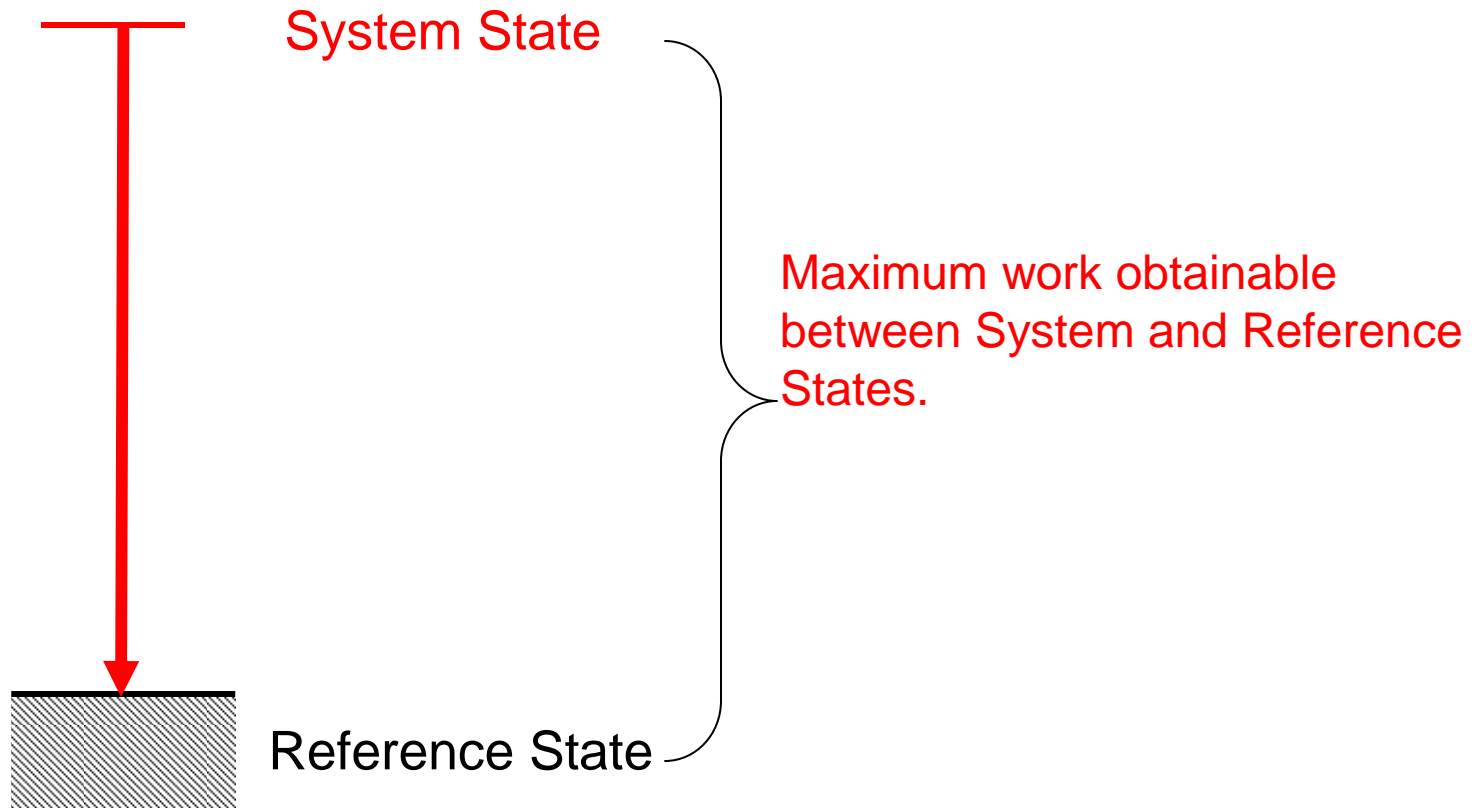 System State
Maximum work obtainable
between System and Reference
States.
Reference State